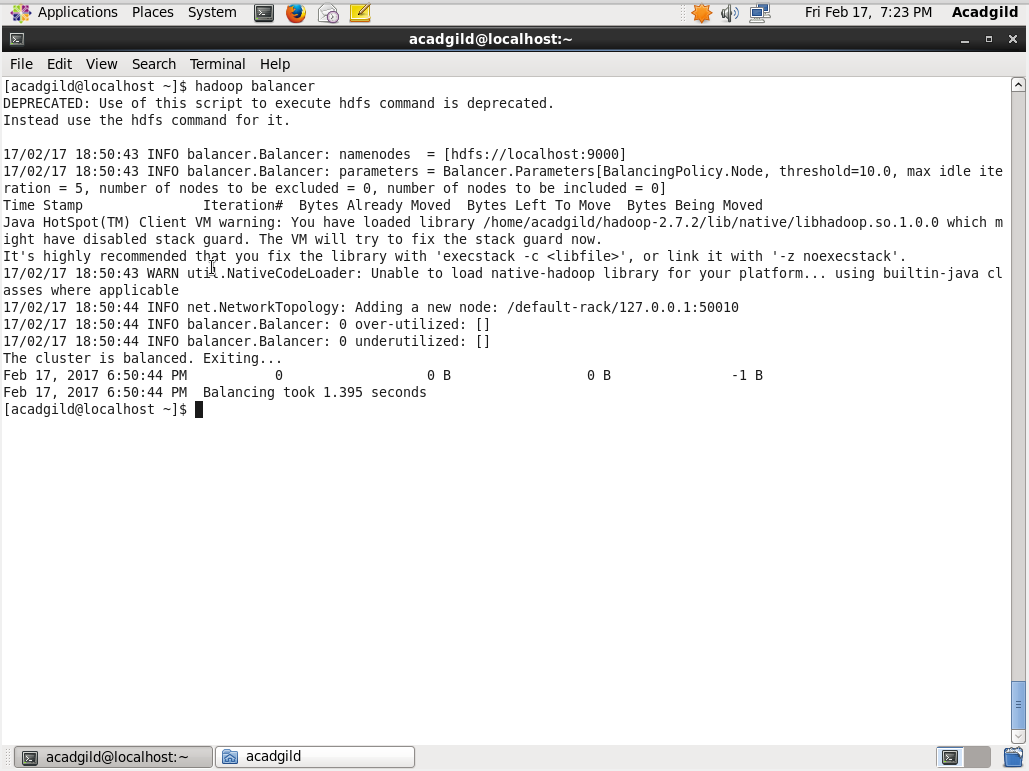 Applications Places System Fri Feb 17, 7:23 PM Acadgild
acadgild@localhost:~
File Edit View Search Terminal Help
[acadgild@localhost ~]$ hadoop balancer
DEPRECATED: Use of this script to execute hdfs command is deprecated.
Instead use the hdfs command for it.
17/02/17 18:50:43 INFO balancer.Balancer: namenodes  = [hdfs://localhost:9000]
17/02/17 18:50:43 INFO balancer.Balancer: parameters = Balancer.Parameters[BalancingPolicy.Node, threshold=10.0, max idle ite
ration = 5, number of nodes to be excluded = 0, number of nodes to be included = 0]
Time Stamp               Iteration#  Bytes Already Moved  Bytes Left To Move  Bytes Being Moved
Java HotSpot(TM) Client VM warning: You have loaded library /home/acadgild/hadoop-2.7.2/lib/native/libhadoop.so.1.0.0 which m
ight have disabled stack guard. The VM will try to fix the stack guard now.
It's highly recommended that you fix the library with 'execstack -c <libfile>', or link it with '-z noexecstack'.
17/02/17 18:50:43 WARN util.NativeCodeLoader: Unable to load native-hadoop library for your platform... using builtin-java cl
asses where applicable
17/02/17 18:50:44 INFO net.NetworkTopology: Adding a new node: /default-rack/127.0.0.1:50010
17/02/17 18:50:44 INFO balancer.Balancer: 0 over-utilized: []
17/02/17 18:50:44 INFO balancer.Balancer: 0 underutilized: []
The cluster is balanced. Exiting...
Feb 17, 2017 6:50:44 PM           0                  0 B                 0 B               -1 B
Feb 17, 2017 6:50:44 PM  Balancing took 1.395 seconds
[acadgild@localhost ~]$
acadgild@localhost:~ acadgild